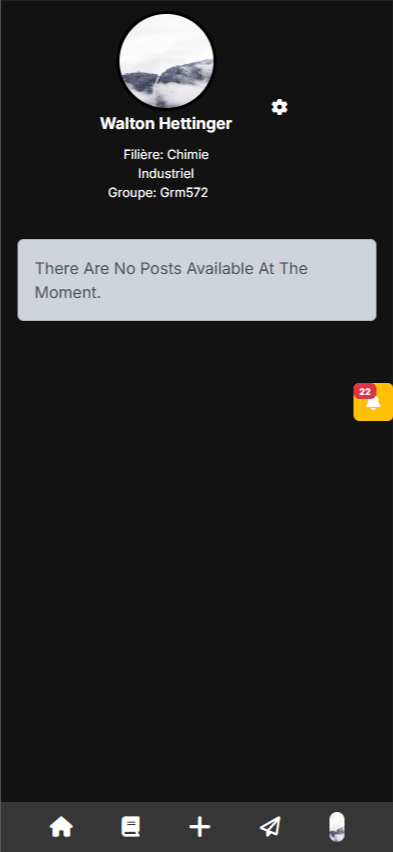 Walton Hettinger
Filière: Chimie
Industriel
Groupe: Grm572
There Are No Posts Available At The
Moment.
22